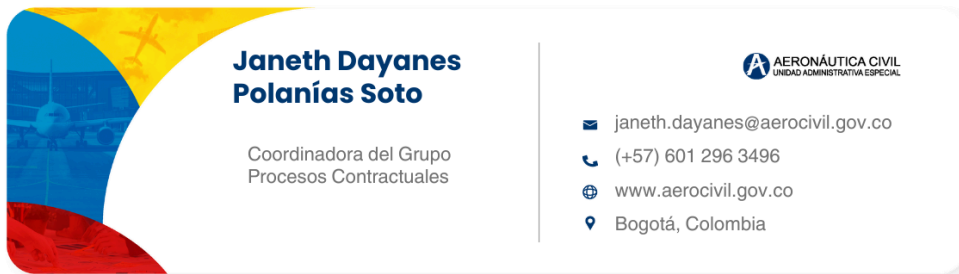 Janeth Dayanes
Polanías Soto
Coordinadora del Grupo
Procesos Contractuales
AERONÁUTICA CIVIL
UNIDAD ADMINISTRATIVA ESPECIAL
janeth.dayanes@aerocivil.gov.co
(+57) 601 296 3496
www.aerocivil.gov.co
Bogotá, Colombia